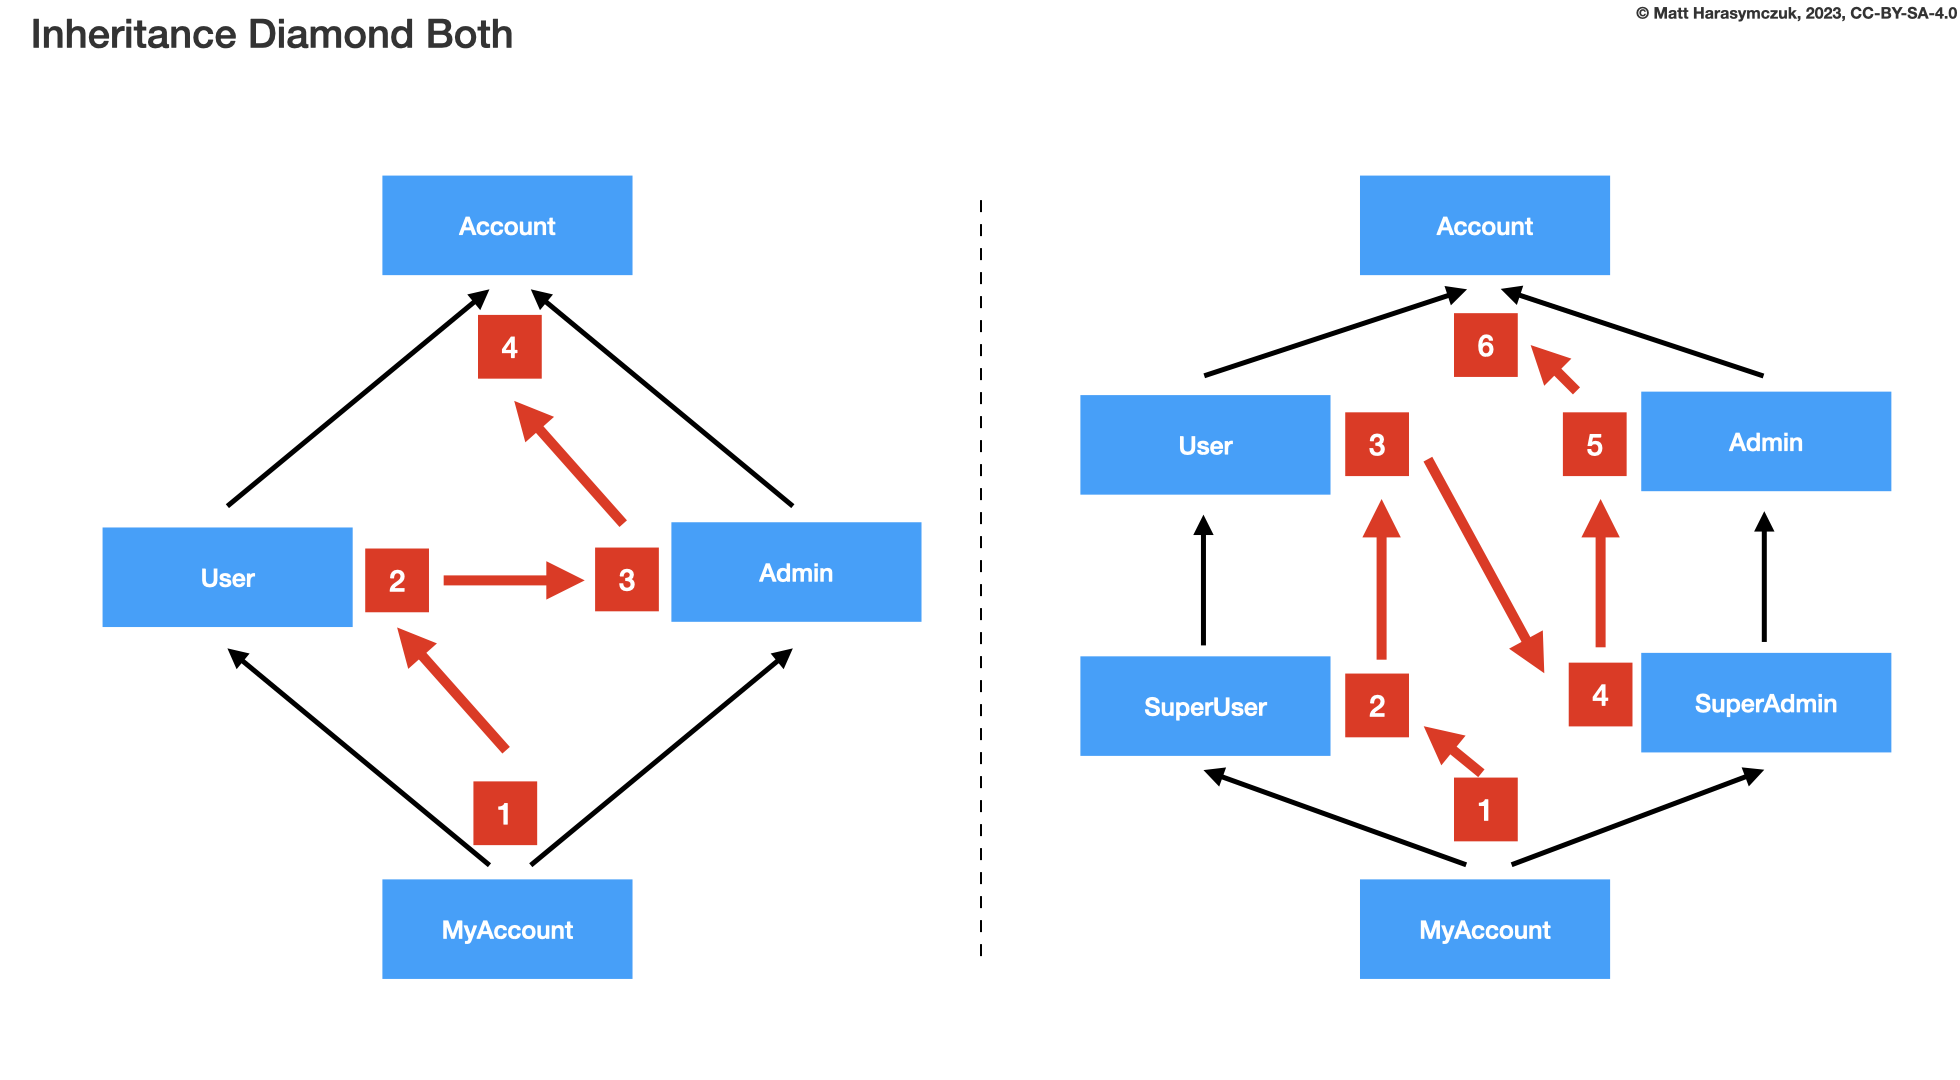 Inheritance Diamond Both
© Matt Harasymczuk, 2023, CC-BY-SA-4.0
Account
4
User
2
3
Admin
1
MyAccount
Account
6
User
3
5
Admin
SuperUser
2
4
SuperAdmin
1
MyAccount